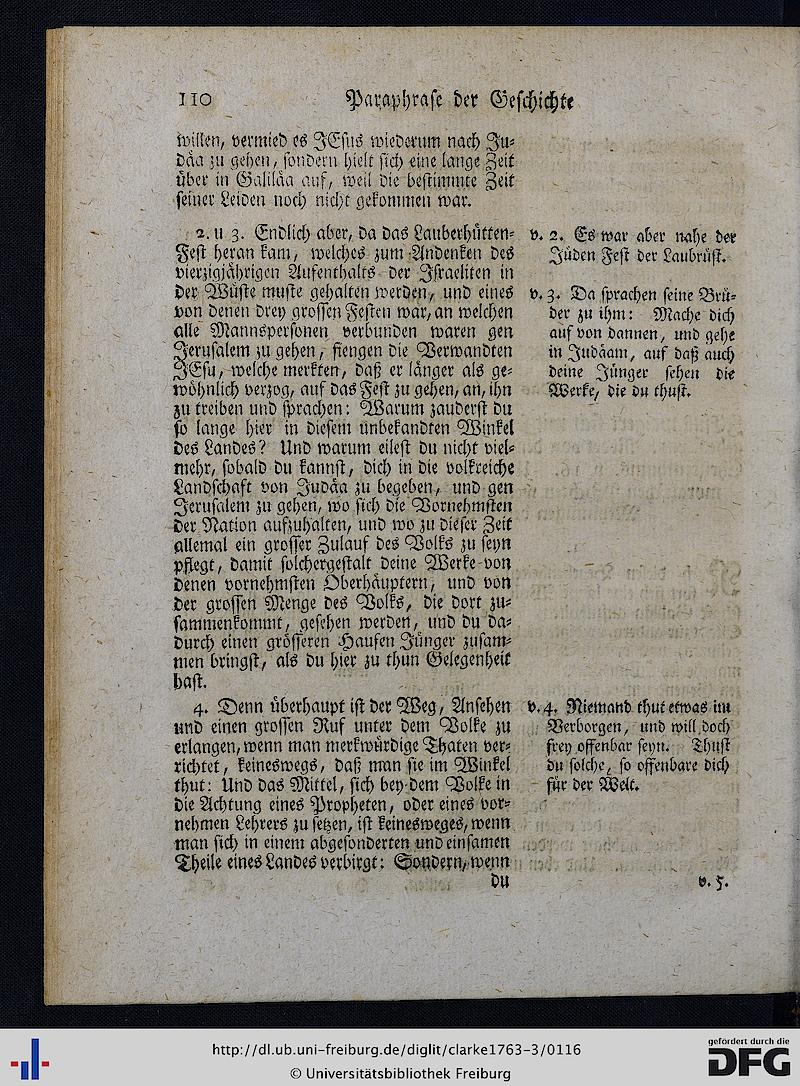 110 Paraphrase der Geschichte
willen, vermied es JEsus wiederum nach Ju⸗
däa zu gehen, sondern hielt sich eine lange Zeit
über in Galiläa auf, weil die bestimmte Zeit
seiner Leiden noch nicht gekommen war.
2. u 3. Endlich aber, da das Lauberhütten⸗
Fest heran kam, welches zum Andenken des
vierzigjährigen Aufenthalts der Israeliten in
der Wüste muste gehalten werden, und eines
von denen drey grossen Festen war, an welchen
alle Mannspersonen verbunden waren gen
Jerusalem zu gehen, fiengen die Verwandten
JEsu, welche merkten, daß er länger als ge⸗
wöhnlich verzog, auf das Fest zu gehen, an, ihn
zu treiben und sprachen: Warum zauderst du
so lange hier in diesem unbekandten Winkel
des Landes? Und warum eilest du nicht viel⸗
mehr, sobald du kannst, dich in die volkreiche
Landschaft von Judäa zu begeben, und gen
Jerusalem zu gehen, wo sich die Vornehmsten
der Nation aufzuhalten, und wo zu dieser Zeit
allemal ein grosser Zulauf des Volks zu seyn
pflegt, damit solchergestalt deine Werke von
denen vornehmsten Oberhäuptern, und von
der grossen Menge des Volks, die dort zu⸗
sammenkommt, gesehen werden, und du da⸗
durch einen grösseren Haufen Jünger zusam⸗
men bringst, als du hier zu thun Gelegenheit
hast.
4. Denn überhaupt ist der Weg, Ansehen
und einen grossen Ruf unter dem Volke zu
erlangen, wenn man merkwürdige Thaten ver⸗
richtet, keineswegs, daß man sie im Winkel
thut: Und das Mittel, sich bey dem Volke in
die Achtung eines Propheten, oder eines vor⸗
nehmen Lehrers zu setzen, ist keinesweges, wenn
man sich in einem abgesonderten und einsamen
Theile eines Landes verbirgt: Sondern, wenn
du
v. 2. Es war aber nahe der
Jüden Fest der Laubrüst.
v. 3. Da sprachen seine Brü⸗
der zu ihm: Mache dich
auf von dannen, und gehe
in Judäam, auf daß auch
deine Jünger sehen die
Werke, die du thust.
v. 4. Niemand thut etwas im
Verborgen, und will doch
frey offenbar seyn. Thust
du solche, so offenbare dich
für der Welt.
v. 5.
http://dl.ub.uni-freiburg.de/diglit/clarke1763-3/0116
© Universitätsbibliothek Freiburg
gefördert durch die
DFG